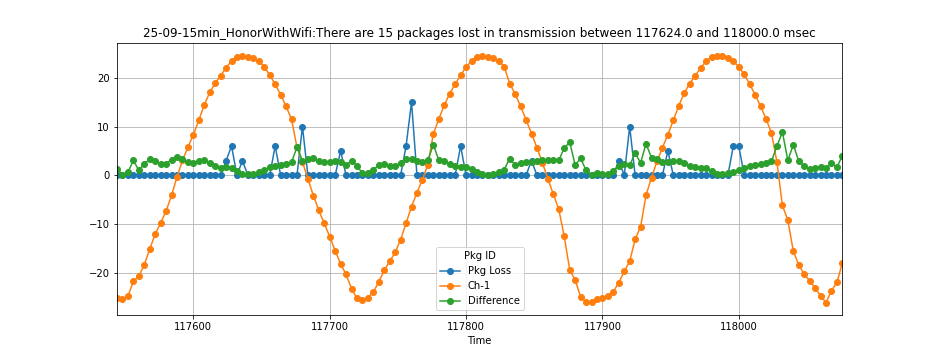 25-09-15min_HonorWithWifi:There are 15 packages lost in transmission between 117624.0 and 118000.0 msec
20
10
0
−10
−20
Pkg ID
Pkg Loss
Ch-1
Difference
117600 117700 117800 117900 118000
Time